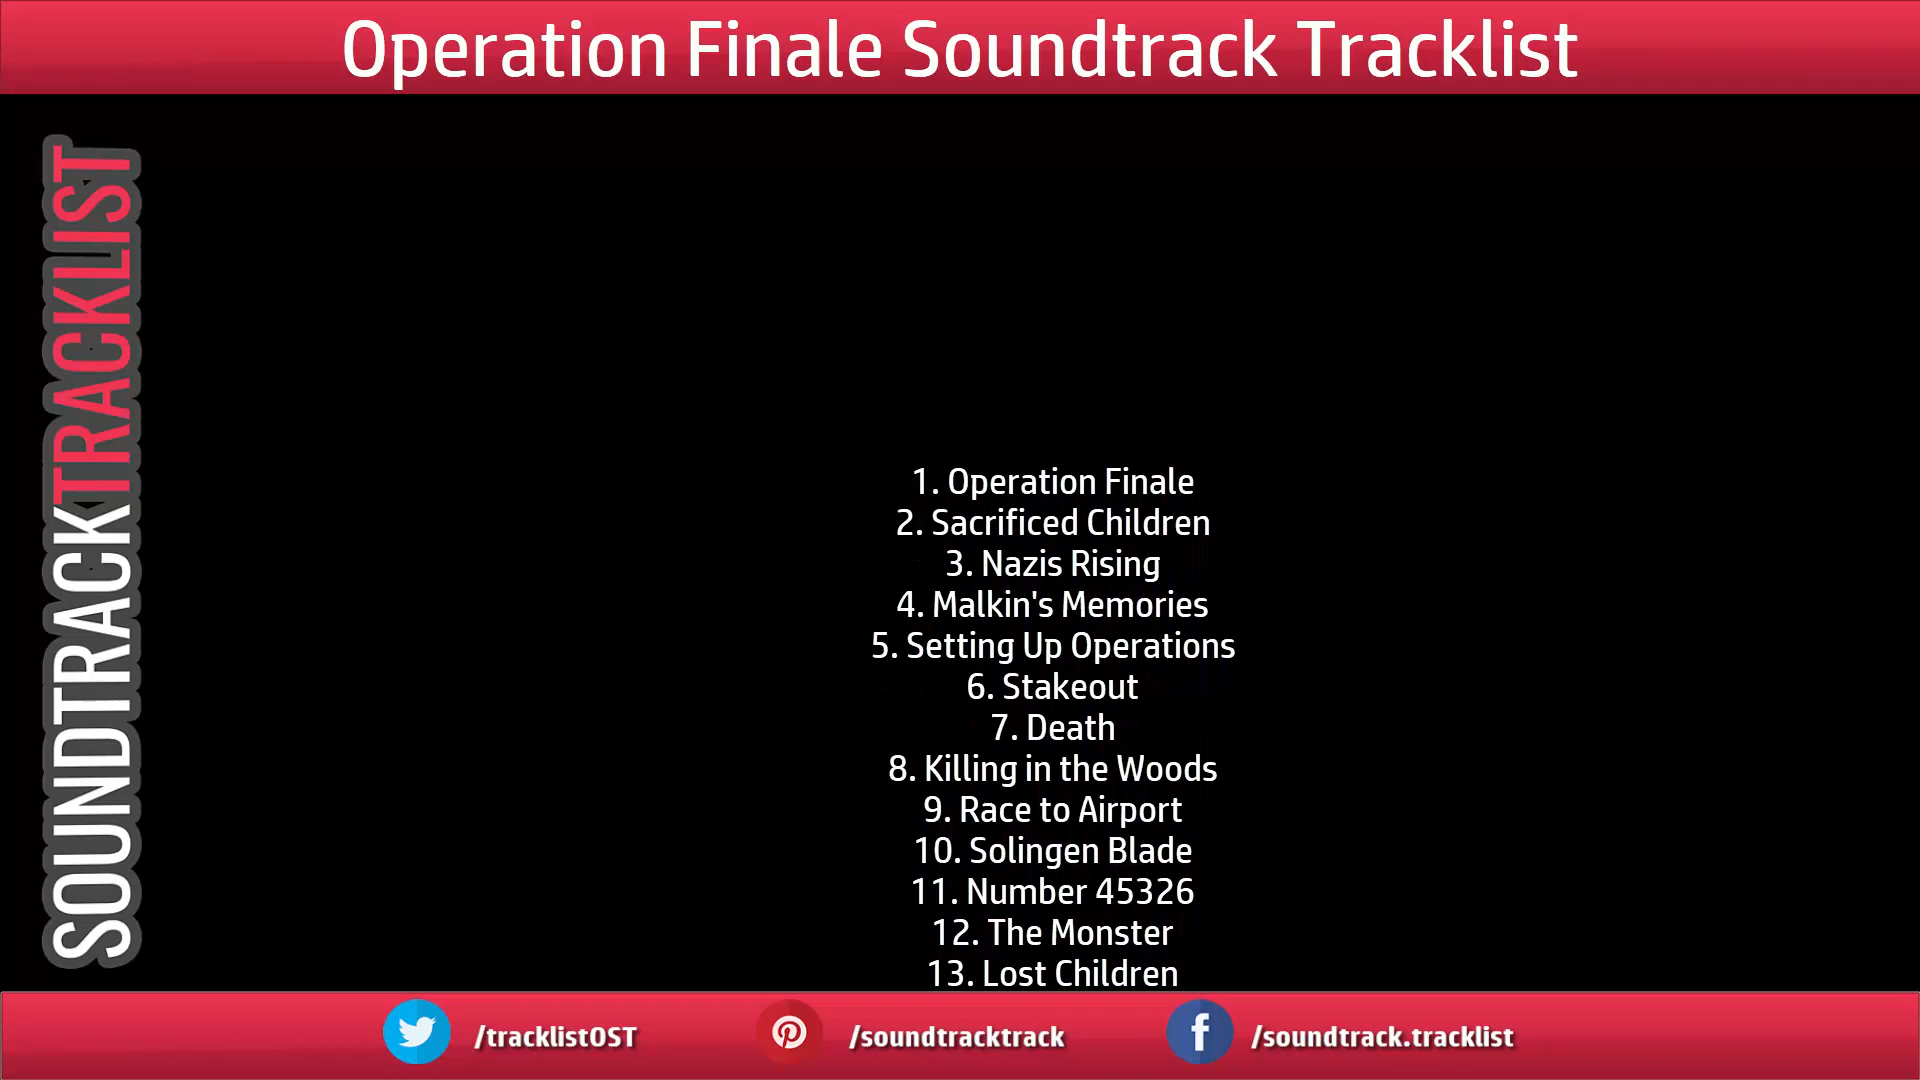 Operation Finale Soundtrack Tracklist
SOUNDTRACKTRACKLIST
1. Operation Finale
2. Sacrificed Children
3. Nazis Rising
4. Malkin's Memories
5. Setting Up Operations
6. Stakeout
7. Death
8. Killing in the Woods
9. Race to Airport
10. Solingen Blade
11. Number 45326
12. The Monster
13. Lost Children
/tracklistOST
/soundtracktrack
/soundtrack.tracklist